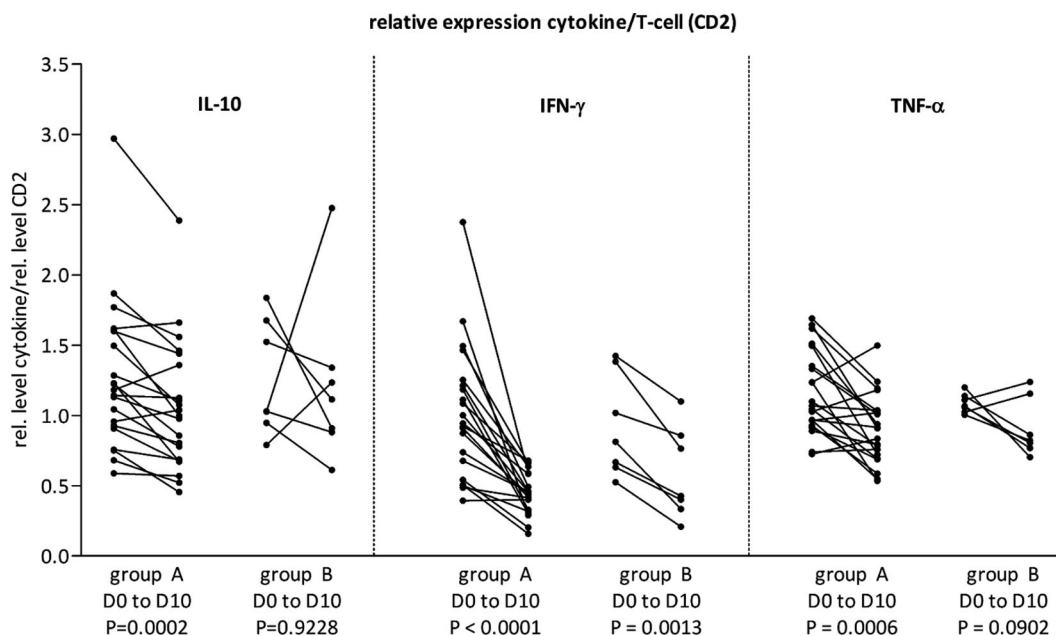 relative expression cytokine/T-cell (CD2)
rel. level cytokine/rel. level CD2
3.5
3.0
2.5
2.0
1.5
1.0
0.5
0.0
IL-10
IFN-γ
TNF-α
group A
D0 to D10
P=0.0002
group B
D0 to D10
P=0.9228
group A
D0 to D10
P < 0.0001
group B
D0 to D10
P = 0.0013
group A
D0 to D10
P = 0.0006
group B
D0 to D10
P = 0.0902